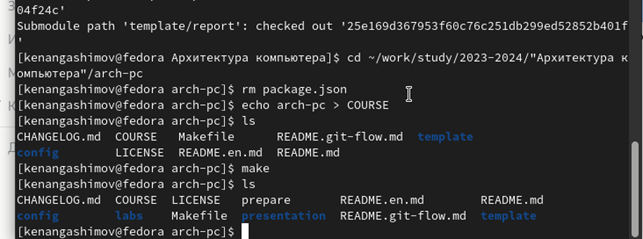 04f24c'
Submodule path 'template/report': checked out '25e169d367953f60c76c251db299ed52852b401f
'
[kenangashimov@fedora Архитектура компьютера]$ cd ~/work/study/2023-2024/"Архитектура к
омпьютера"/arch-pc
[kenangashimov@fedora arch-pc]$ rm package.json
[kenangashimov@fedora arch-pc]$ echo arch-pc > COURSE
[kenangashimov@fedora arch-pc]$ ls
CHANGELOG.md COURSE Makefile README.git-flow.md template
config LICENSE README.en.md README.md
[kenangashimov@fedora arch-pc]$ make
[kenangashimov@fedora arch-pc]$ ls
CHANGELOG.md COURSE LICENSE prepare README.en.md README.md
config labs Makefile presentation README.git-flow.md template
[kenangashimov@fedora arch-pc]$